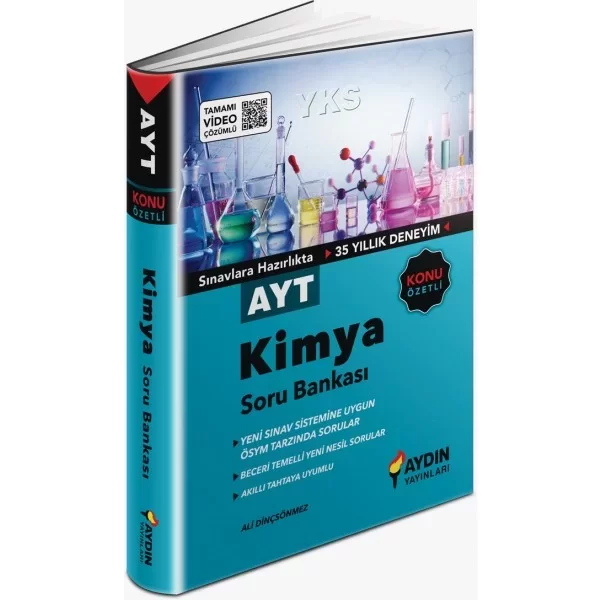 AYT
KONU
ÖZETLİ
Kimya
Soru Bankası
AYDIN
YAYINLARI
TAMAMI
VİDEO
ÇÖZÜMLÜ
YKS
Sınavlara Hazırlıkta
35 YILLIK DENEYİM
AYT
KONU
ÖZETLİ
Kimya
Soru Bankası
YENİ SINAV SİSTEMİNE UYGUN
ÖSYM TARZINDA SORULAR
BECERİ TEMELLİ YENİ NESİL SORULAR
AKILLI TAHTAYA UYUMLU
ALİ DİNÇSÖNMEZ
AYDIN
YAYINLARI